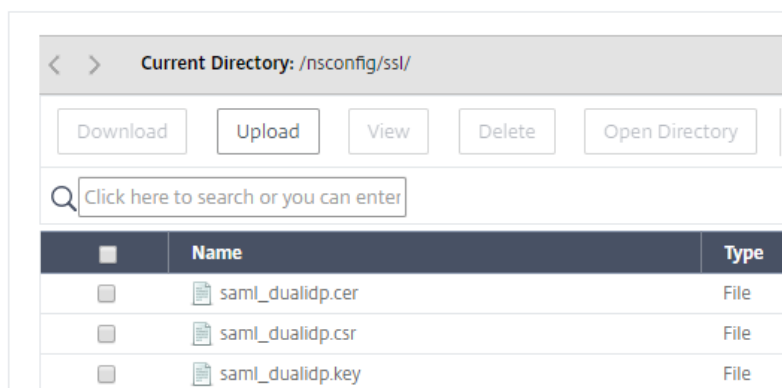 Current Directory: /nsconfig/ssl/
Download Upload View Delete Open Directory
Click here to search or you can enter
Name Type
saml_dualidp.cer File
saml_dualidp.csr File
saml_dualidp.key File